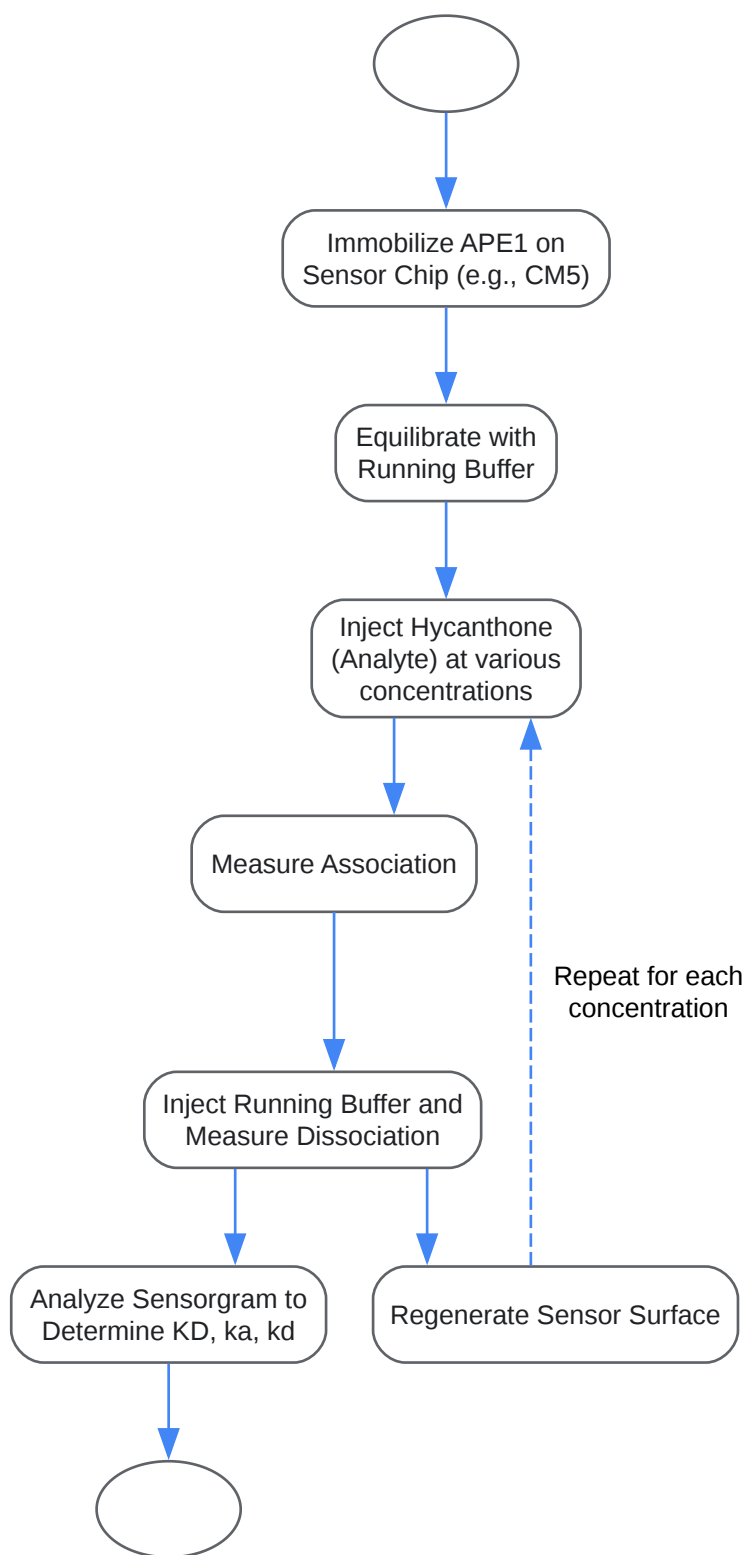 Immobilize APE1 on
Sensor Chip (e.g., CM5)
Equilibrate with
Running Buffer
Inject Hycanthone
(Analyte) at various
concentrations
Measure Association
Repeat for each
concentration
Inject Running Buffer and
Measure Dissociation
Analyze Sensorgram to
Determine KD, ka, kd
Regenerate Sensor Surface